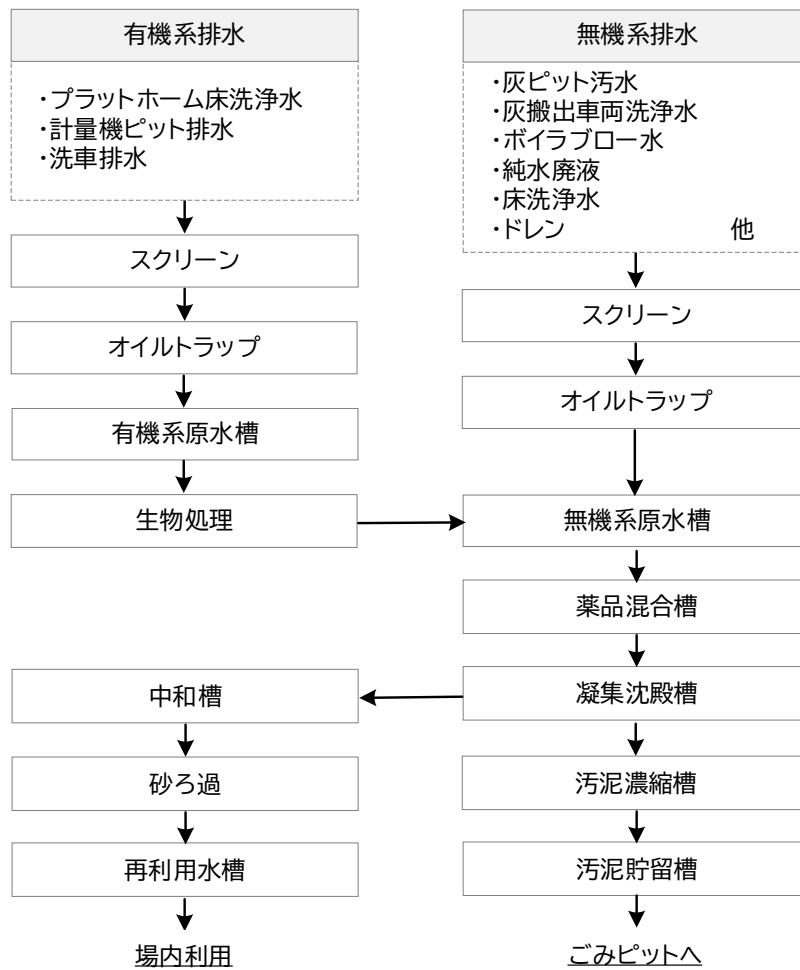 有機系排水
・プラットホーム床洗浄水
・計量機ピット排水
・洗車排水
スクリーン
オイルトラップ
有機系原水槽
生物処理
無機系排水
・灰ピット汚水
・灰搬出車両洗浄水
・ボイラブロー水
・純水廃液
・床洗浄水
・ドレン 他
スクリーン
オイルトラップ
無機系原水槽
薬品混合槽
凝集沈殿槽
中和槽
砂ろ過
再利用水槽
場内利用
汚泥濃縮槽
汚泥貯留槽
ごみピットへ